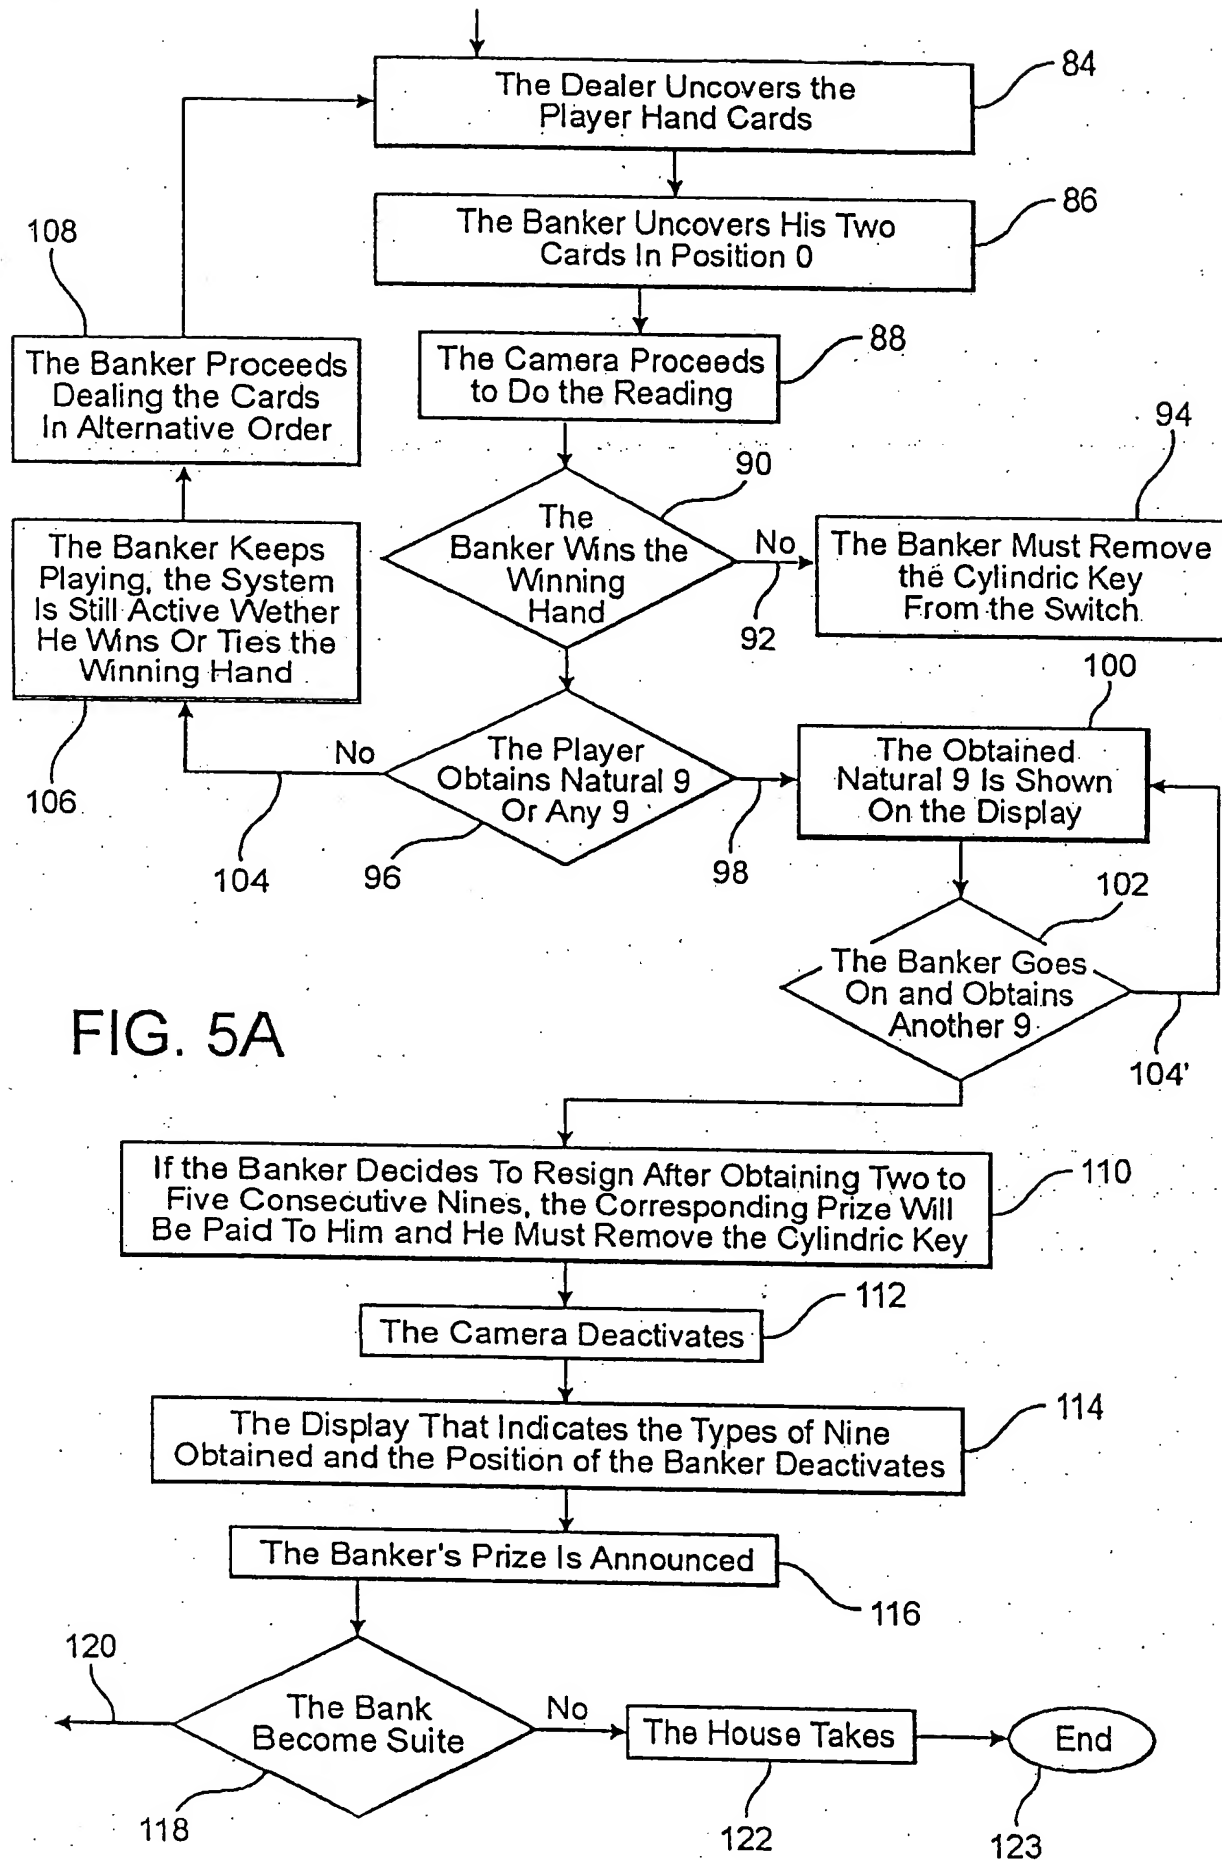 The Dealer Uncovers the
Player Hand Cards
84
The Banker Uncovers His Two
Cards In Position 0
86
108
The Banker Proceeds
Dealing the Cards
In Alternative Order
The Camera Proceeds
to Do the Reading
88
94
90
The
Banker Wins the
Winning
Hand
No
92
The Banker Must Remove
the Cylindric Key
From the Switch
The Banker Keeps
Playing, the System
Is Still Active Wether
He Wins Or Ties the
Winning Hand
100
106
No
104
The Player
Obtains Natural 9
Or Any 9
96
98
The Obtained
Natural 9 Is Shown
On the Display
102
The Banker Goes
On and Obtains
Another 9
104'
FIG. 5A
If the Banker Decides To Resign After Obtaining Two to
Five Consecutive Nines, the Corresponding Prize Will
Be Paid To Him and He Must Remove the Cylindric Key
110
The Camera Deactivates
112
The Display That Indicates the Types of Nine
Obtained and the Position of the Banker Deactivates
114
The Banker's Prize Is Announced
116
120
The Bank
Become Suite
118
No
The House Takes
122
End
123